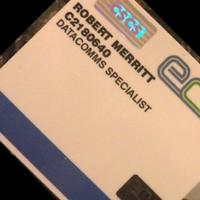 ROBERT MERRITT
C2180640
DATACOMMS SPECIALIST